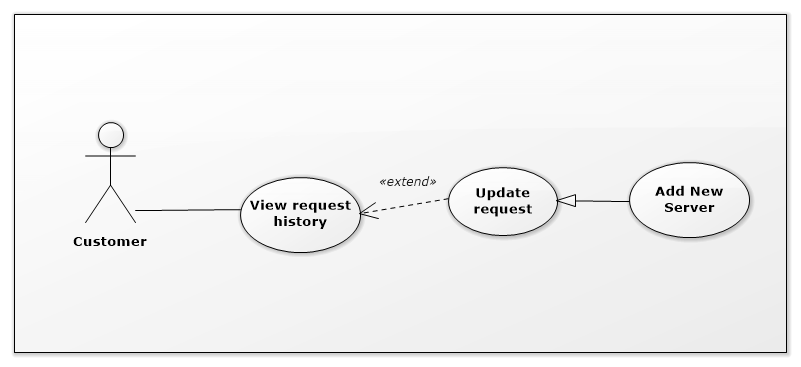 «extend»
View request
history
Update
request
Add New
Server
Customer